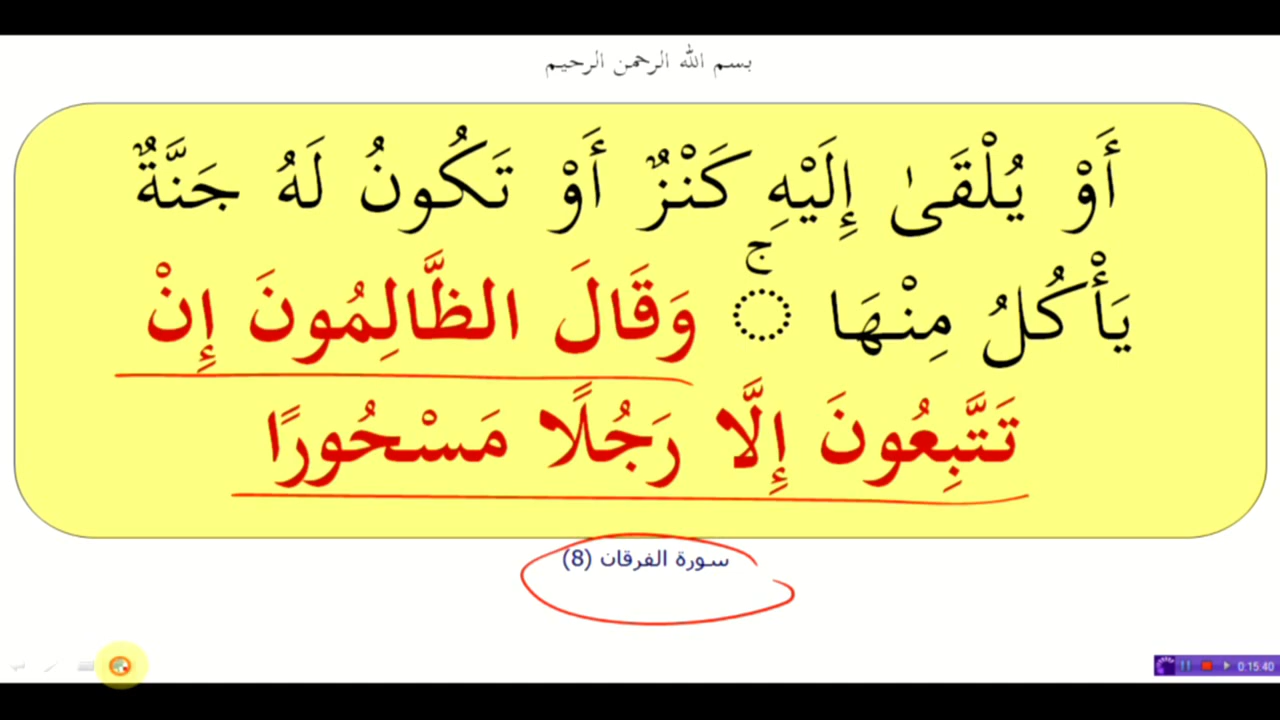 بسم الله الرحمن الرحيم
أَوْ يُلْقَىٰ إِلَيْهِ كَنْزٌ أَوْ تَكُونُ لَهُ جَنَّةٌ
يَأْكُلُ مِنْهَا ۚ وَقَالَ الظَّالِمُونَ إِنْ
تَتَّبِعُونَ إِلَّا رَجُلًا مَسْحُورًا
سورة الفرقان (8)
0:15:40